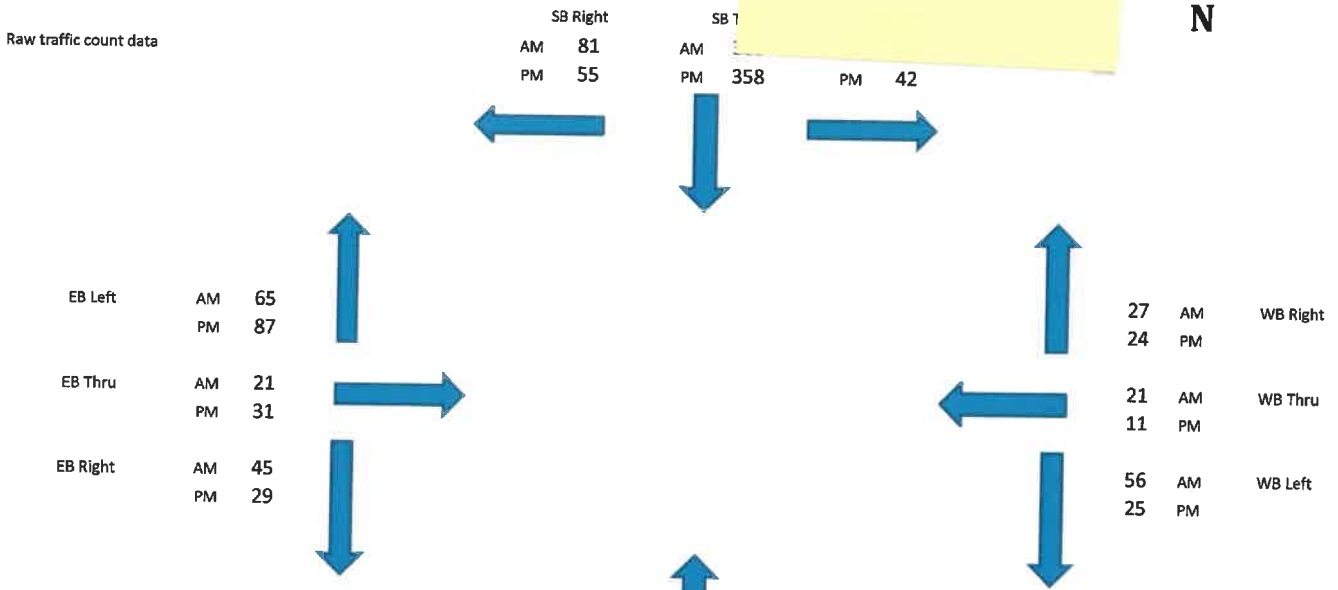 Raw traffic count data
N
SB Right
AM 81
PM 55
SB
AM
PM 358
PM 42
EB Left
AM 65
PM 87
EB Thru
AM 21
PM 31
EB Right
AM 45
PM 29
27 AM WB Right
24 PM
21 AM WB Thru
11 PM
56 AM WB Left
25 PM